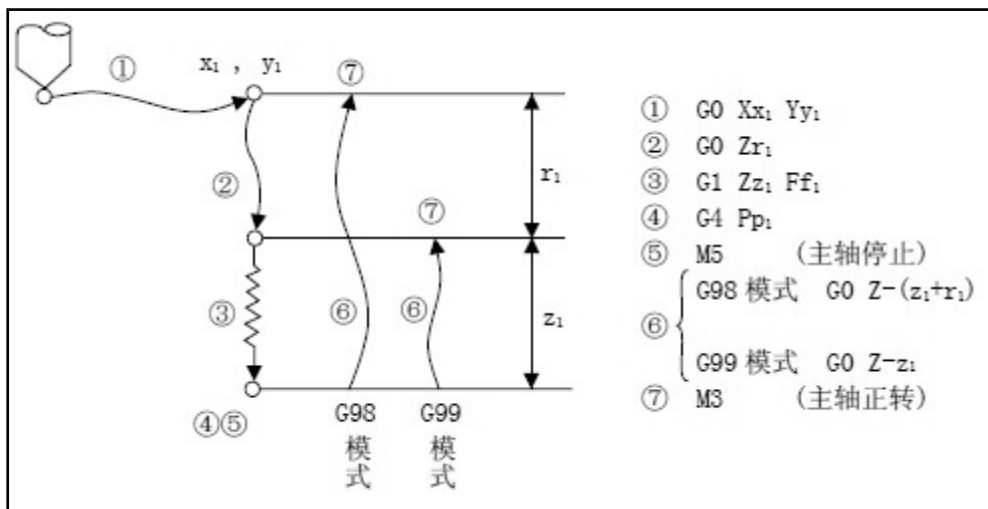 ①
x₁ , y₁
⑦
②
r₁
⑦
③
⑥
⑥
z₁
④⑤
G98
模
式
G99
模
式
① G0 Xx₁ Yy₁
② G0 Zr₁
③ G1 Zz₁ Ff₁
④ G4 Pp₁
⑤ M5 (主轴停止)
G98 模式 G0 Z-(z₁+r₁)
⑥
G99 模式 G0 Z-z₁
⑦ M3 (主轴正转)